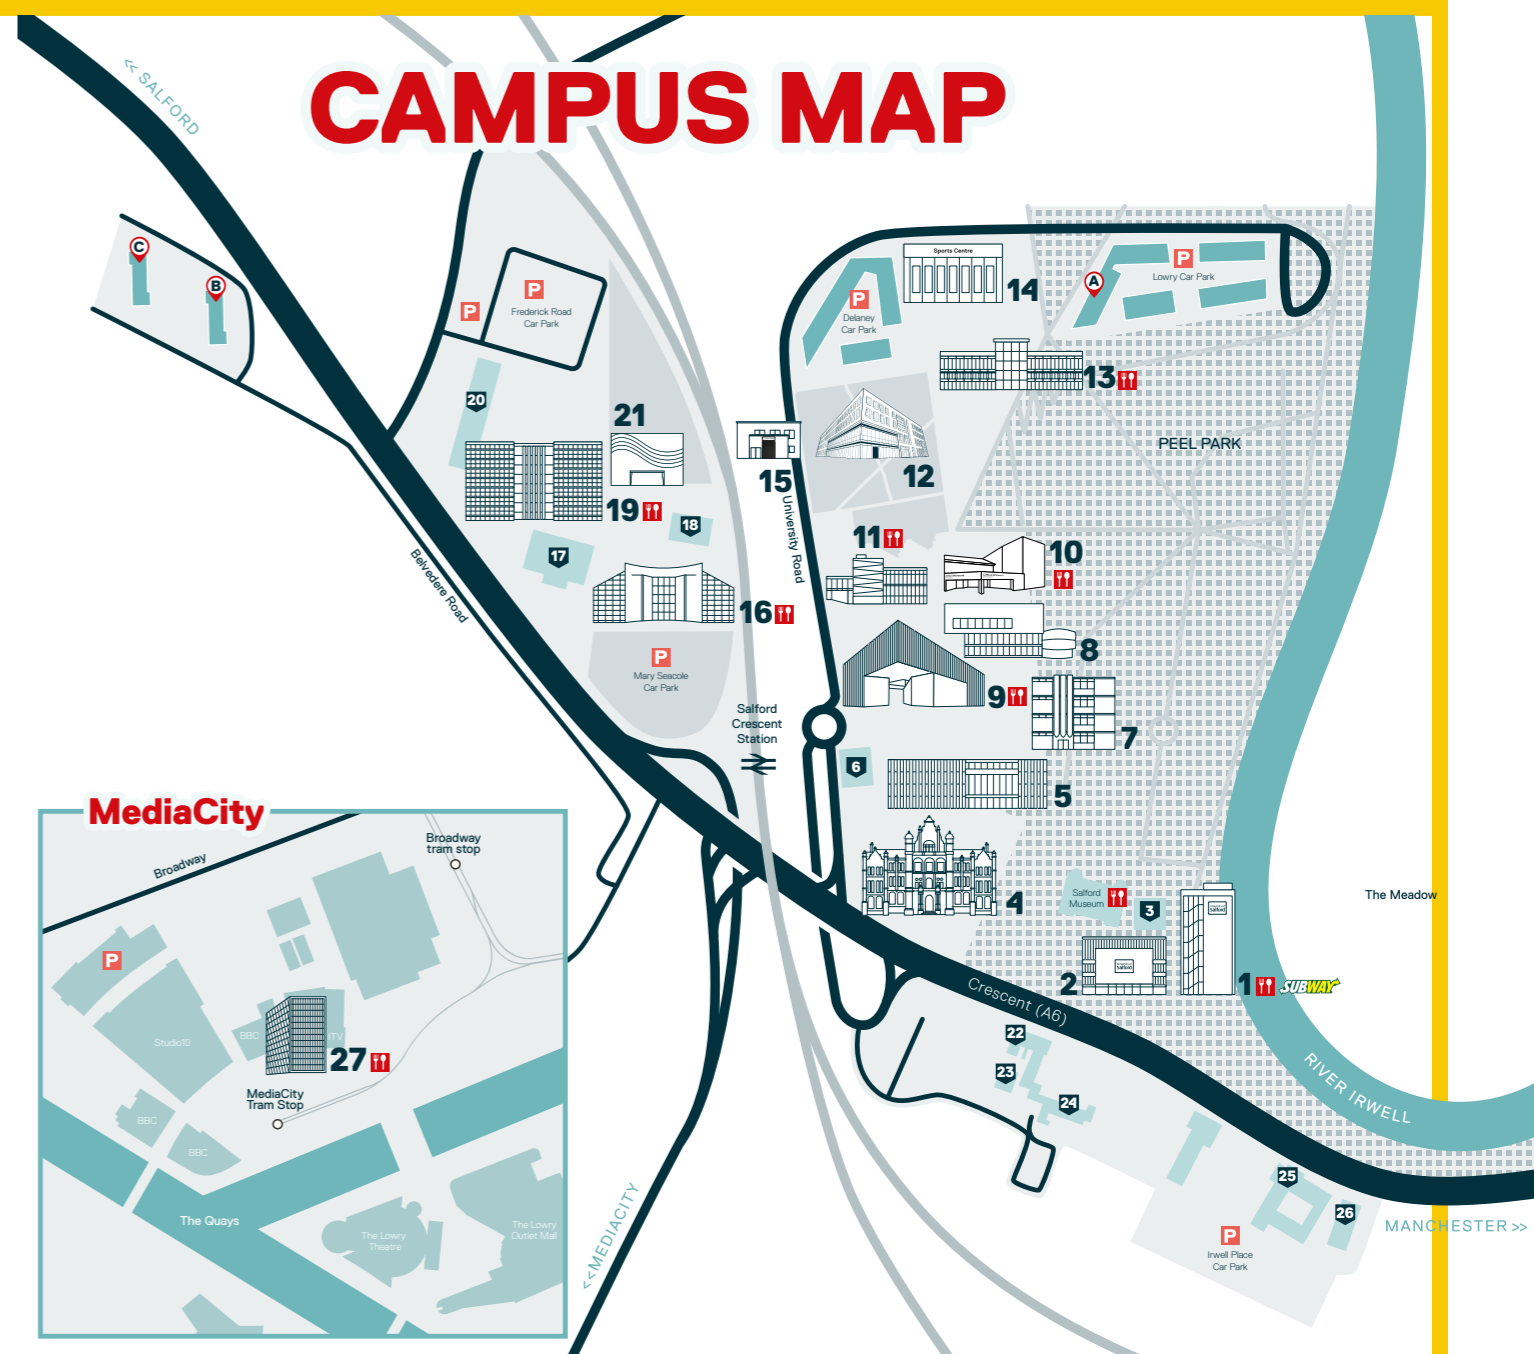 CAMPUS MAP
<< SALFORD
C
B
P
P
Frederick Road
Car Park
20
21
19
18
17
16
P
Mary Seacole
Car Park
Belvedere Road
Sports Centre
14
P
Delaney
Car Park
A
P
Lowry Car Park
13
PEEL PARK
12
15
University Road
11
10
8
9
7
Salford
Crescent
Station
6
5
4
Salford
Museum
3
The Meadow
2
Salford
1
Salford
SUBWAY
Crescent (A6)
RIVER IRWELL
22
23
24
25
26
P
Irwell Place
Car Park
MANCHESTER >>
<<MEDIACITY
MediaCity
Broadway
Broadway
tram stop
P
Studio10
BBC
ITV
27
MediaCity
Tram Stop
BBC
BBC
The Quays
The Lowry
Theatre
The Lowry
Outlet Mall